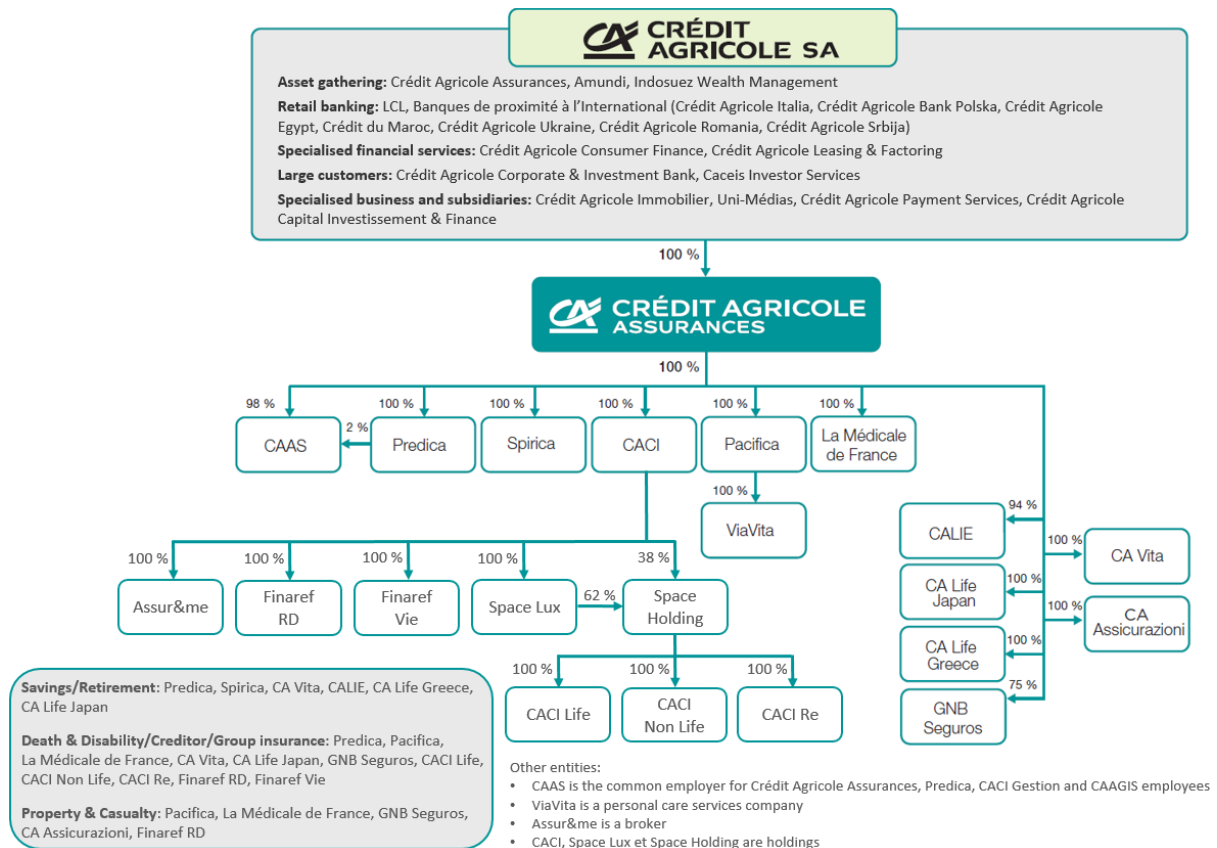 CRÉDIT
AGRICOLE SA
Asset gathering: Crédit Agricole Assurances, Amundi, Indosuez Wealth Management
Retail banking: LCL, Banques de proximité à l'International (Crédit Agricole Italia, Crédit Agricole Bank Polska, Crédit Agricole
Egypt, Crédit du Maroc, Crédit Agricole Ukraine, Crédit Agricole Romania, Crédit Agricole Srbija)
Specialised financial services: Crédit Agricole Consumer Finance, Crédit Agricole Leasing & Factoring
Large customers: Crédit Agricole Corporate & Investment Bank, Caceis Investor Services
Specialised business and subsidiaries: Crédit Agricole Immobilier, Uni-Médias, Crédit Agricole Payment Services, Crédit Agricole
Capital Investissement & Finance
100 %
CRÉDIT AGRICOLE
ASSURANCES
100 %
98 %
100 %
100 %
100 %
100 %
100 %
CAAS
2 %
Predica
Spirica
CACI
Pacifica
La Médicale
de France
100 %
ViaVita
94 %
CALIE
100 %
CA Vita
100 %
CA Life
Japan
100 %
CA
Assicurazioni
100 %
CA Life
Greece
75 %
GNB
Seguros
100 %
100 %
100 %
100 %
38 %
Assur&me
Finaref
RD
Finaref
Vie
Space Lux
62 %
Space
Holding
100 %
100 %
100 %
CACI Life
CACI
Non Life
CACI Re
Savings/Retirement: Predica, Spirica, CA Vita, CALIE, CA Life Greece,
CA Life Japan
Death & Disability/Creditor/Group insurance: Predica, Pacifica,
La Médicale de France, CA Vita, CA Life Japan, GNB Seguros, CACI Life,
CACI Non Life, CACI Re, Finaref RD, Finaref Vie
Property & Casualty: Pacifica, La Médicale de France, GNB Seguros,
CA Assicurazioni, Finaref RD
Other entities:
• CAAS is the common employer for Crédit Agricole Assurances, Predica, CACI Gestion and CAAGIS employees
• ViaVita is a personal care services company
• Assur&me is a broker
• CACI, Space Lux et Space Holding are holdings